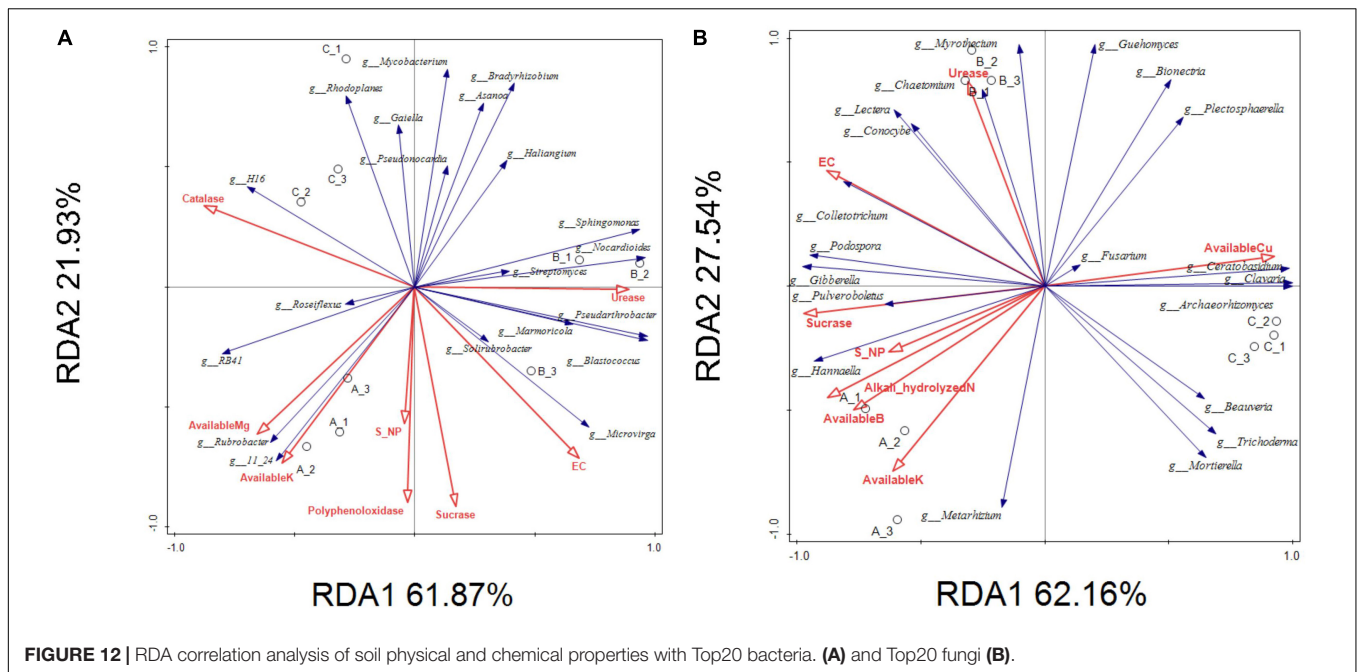 A
B
1.0
C_1
g__Mycobacterium
g__Bradyrhizobium
g__Rhodoplanes
g__Asanoa
g__Gaiella
g__Pseudonocardia
g__Haliangium
C_3
g__H16
C_2
Catalase
g__Sphingomonas
g__Nocardioides
B_1
B_2
g__Streptomyces
Urease
g__Roseiflexus
g__Pseudarthrobacter
g__Marmoricola
g__Solirubrobacter
g__RB41
g__Blastococcus
B_3
A_3
AvailableMg
A_1
S_NP
g__Microvirga
g__Rubrobacter
g__11_24
A_2
EC
AvailableK
Polyphenoloxidase
Sucrase
-1.0
-1.0
1.0
RDA2 21.93%
RDA1 61.87%
1.0
g__Myrothecium
g__Guehomyces
B_2
Urease
B_3
g__Bionectria
g__Chaetomium
B_1
g__Lectera
g__Plectosphaerella
g__Conocybe
EC
g__Colletotrichum
g__Podospora
AvailableCu
g__Fusarium
g__Ceratobasidium
g__Gibberella
g__Clavaria
g__Pulveroboletus
g__Archaeorhizomyces
Sucrase
C_2
C_1
S_NP
C_3
g__Hannaella
Alkali_hydrolyzedN
A_1
AvailableB
g__Beauveria
A_2
g__Trichoderma
g__Mortierella
AvailableK
g__Metarhizium
A_3
-1.0
-1.0
1.0
RDA2 27.54%
RDA1 62.16%
FIGURE 12 | RDA correlation analysis of soil physical and chemical properties with Top20 bacteria. (A) and Top20 fungi (B).